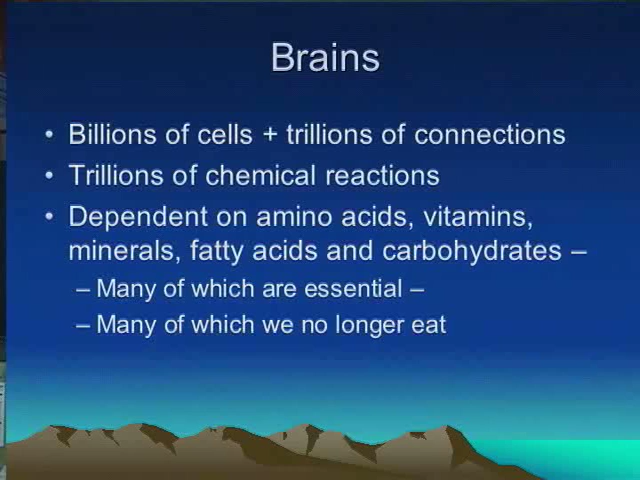 Brains
• Billions of cells + trillions of connections
• Trillions of chemical reactions
• Dependent on amino acids, vitamins,
minerals, fatty acids and carbohydrates –
– Many of which are essential –
– Many of which we no longer eat